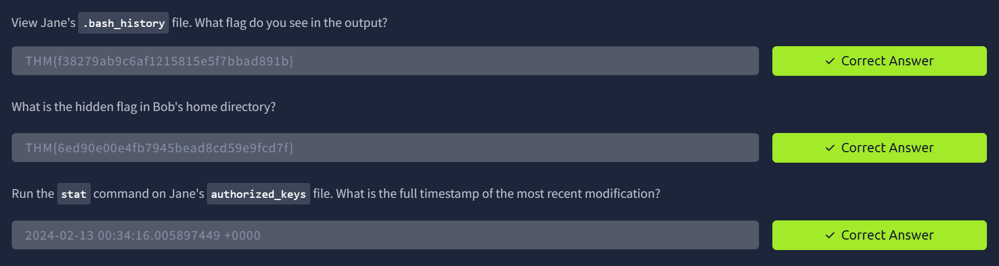 View Jane's .bash_history file. What flag do you see in the output?
THM{f38279ab9c6af1215815e5f7bbad891b} ✓ Correct Answer
What is the hidden flag in Bob's home directory?
THM{6ed90e00e4fb7945bead8cd59e9fcd7f} ✓ Correct Answer
Run the stat command on Jane's authorized_keys file. What is the full timestamp of the most recent modification?
2024-02-13 00:34:16.005897449 +0000 ✓ Correct Answer